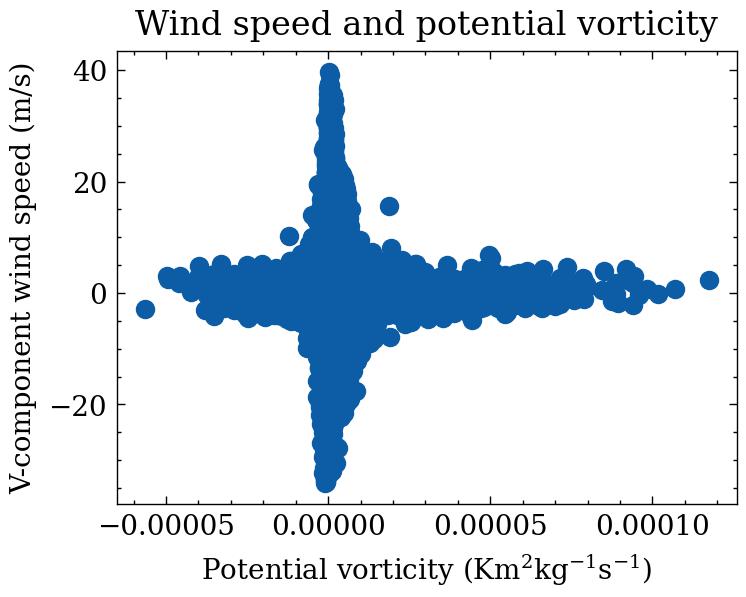 Wind speed and potential vorticity
V-component wind speed (m/s)
40
20
0
−20
−0.00005 0.00000 0.00005 0.00010
Potential vorticity (Km²kg⁻¹s⁻¹)